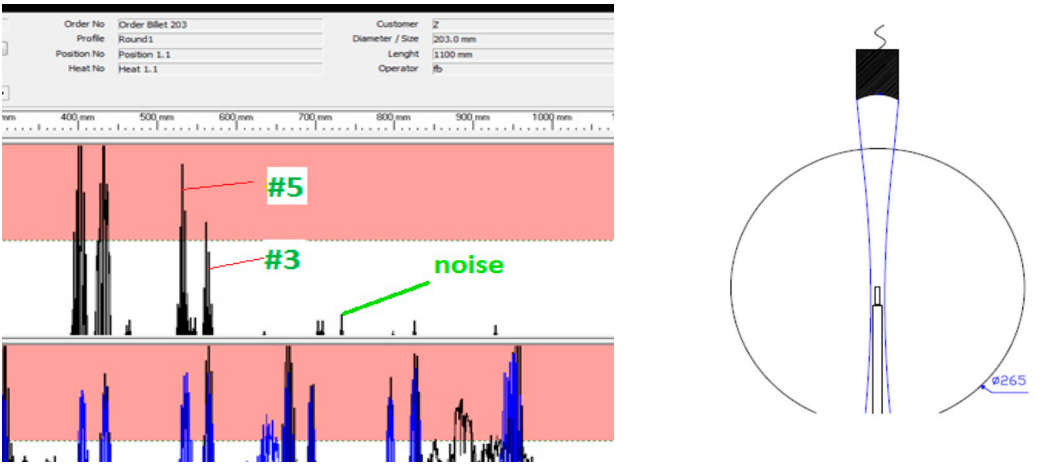 Order No Order Billet 203 Customer Z
Profile Round1 Diameter / Size 203.0 mm
Position No Position 1.1 Lenght 1100 mm
Heat No Heat 1.1 Operator fb
mm 400 mm 500 mm 600 mm 700 mm 800 mm 900 mm 1000 mm
#5
#3
noise
Ø265